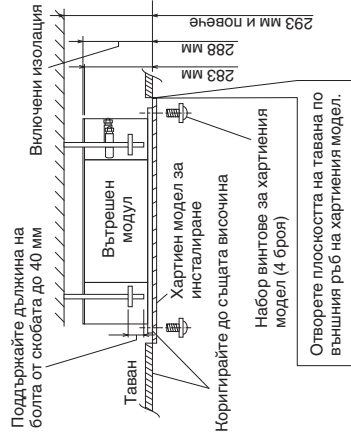 Поддържайте дължина на
болта от скобата до 40 мм
Включени изолация
293 мм и повече
288 мм
283 мм
Вътрешен
модул
Таван
Хартиен модел за
инсталиране
Коригирайте до същата височина
Набор винтове за хартиения
модел (4 броя)
Отворете плоскостта на тавана по
външния ръб на хартиения модел.